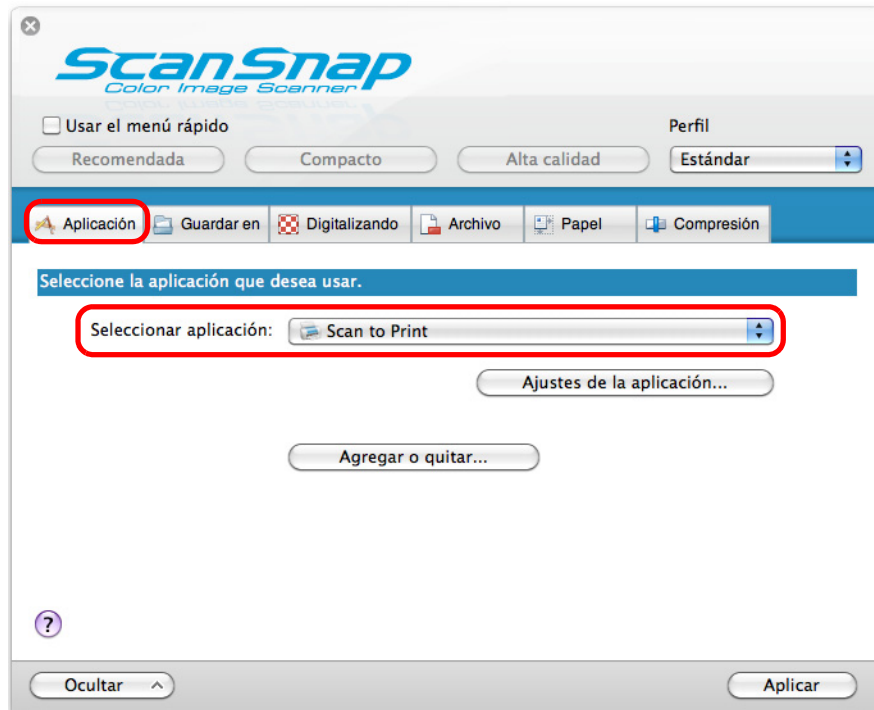 ScanSnap
Color Image Scanner
Usar el menú rápido
Perfil
Recomendada
Compacto
Alta calidad
Estándar
Aplicación
Guardar en
Digitalizando
Archivo
Papel
Compresión
Seleccione la aplicación que desea usar.
Seleccionar aplicación:
Scan to Print
Ajustes de la aplicación...
Agregar o quitar...
?
Ocultar
Aplicar